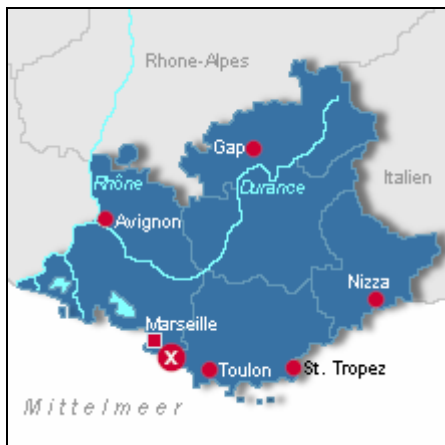 Rhone-Alpes
Gap
Italien
Rhône
Durance
Avignon
Nizza
Marseille
X
Toulon
St. Tropez
Mittelmeer